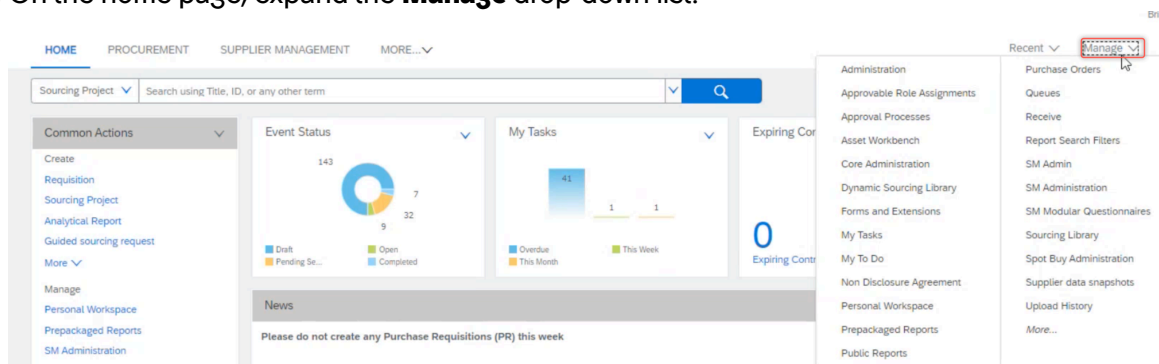 On the home page, expand the Manage drop-down list.
Bri
HOME PROCUREMENT SUPPLIER MANAGEMENT MORE...
Recent Manage
Sourcing Project Search using Title, ID, or any other term
Common Actions
Create
Requisition
Sourcing Project
Analytical Report
Guided sourcing request
More
Manage
Personal Workspace
Prepackaged Reports
SM Administration
Event Status
143
7
32
9
Draft Open
Pending Se... Completed
My Tasks
41
1 1
Overdue This Week
This Month
Expiring Cor
0
Expiring Contr
News
Please do not create any Purchase Requisitions (PR) this week
Administration
Approvable Role Assignments
Approval Processes
Asset Workbench
Core Administration
Dynamic Sourcing Library
Forms and Extensions
My Tasks
My To Do
Non Disclosure Agreement
Personal Workspace
Prepackaged Reports
Public Reports
Purchase Orders
Queues
Receive
Report Search Filters
SM Admin
SM Administration
SM Modular Questionnaires
Sourcing Library
Spot Buy Administration
Supplier data snapshots
Upload History
More...